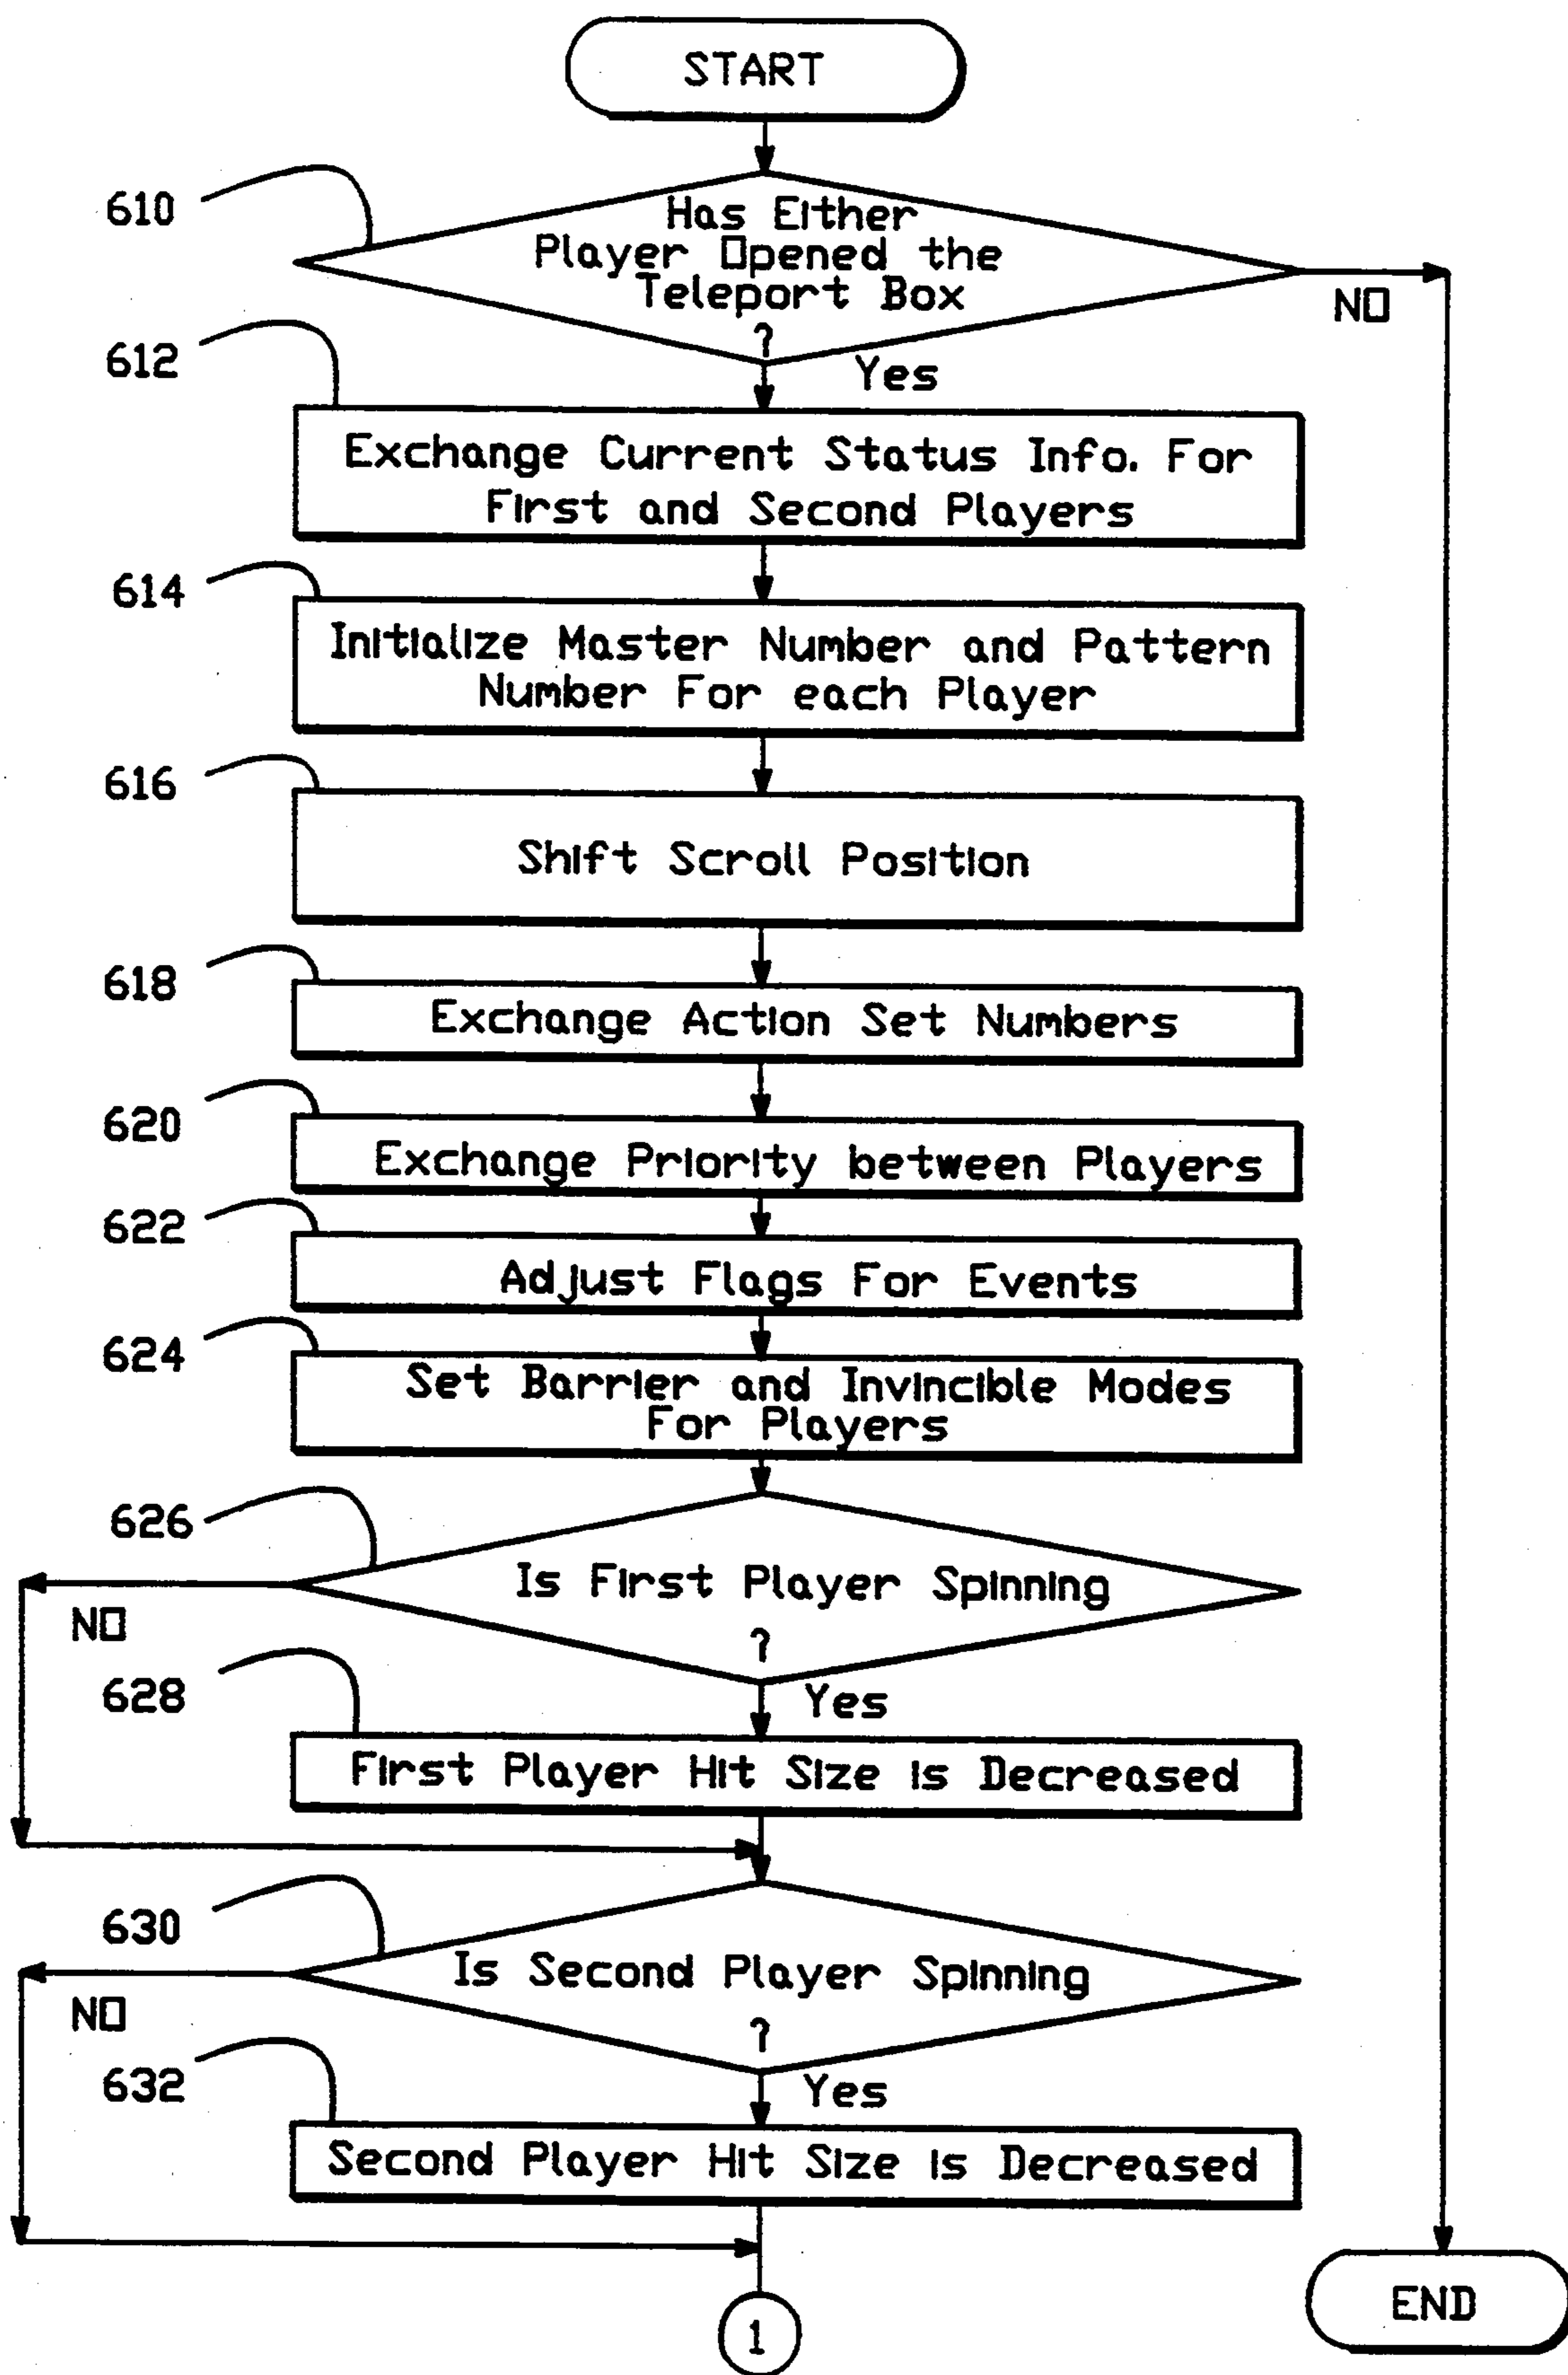 START
610
Has Either
Player Opened the
Teleport Box
?
NO
Yes
612
Exchange Current Status Info. For
First and Second Players
614
Initialize Master Number and Pattern
Number For each Player
616
Shift Scroll Position
618
Exchange Action Set Numbers
620
Exchange Priority between Players
622
Adjust Flags For Events
624
Set Barrier and Invincible Modes
For Players
626
Is First Player Spinning
?
NO
Yes
628
First Player Hit Size is Decreased
630
Is Second Player Spinning
?
NO
Yes
632
Second Player Hit Size is Decreased
1
END